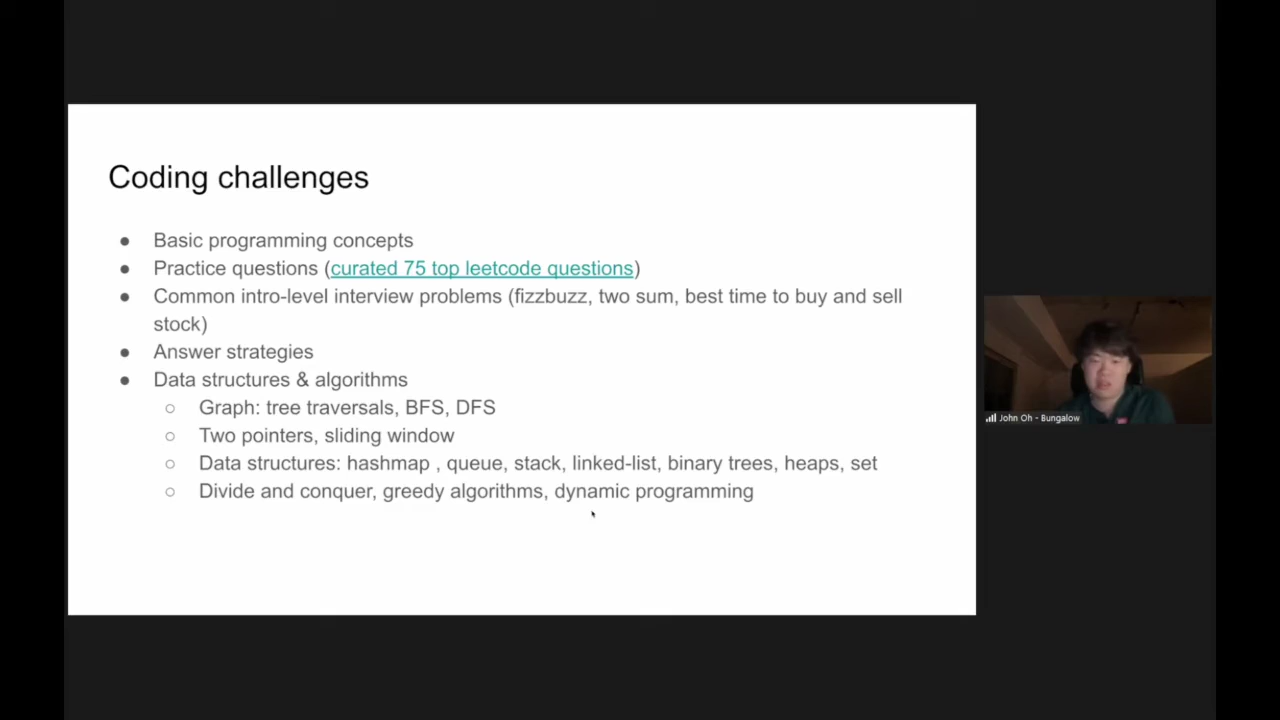 Coding challenges
● Basic programming concepts
● Practice questions (curated 75 top leetcode questions)
● Common intro-level interview problems (fizzbuzz, two sum, best time to buy and sell
stock)
● Answer strategies
● Data structures & algorithms
○ Graph: tree traversals, BFS, DFS
○ Two pointers, sliding window
○ Data structures: hashmap , queue, stack, linked-list, binary trees, heaps, set
○ Divide and conquer, greedy algorithms, dynamic programming
John Oh - Bungalow